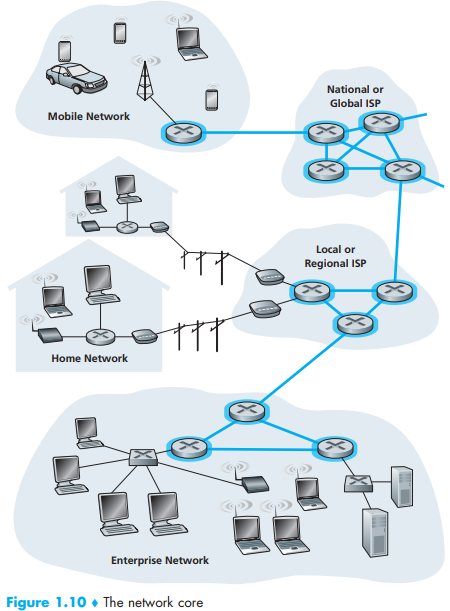 Mobile Network
National or
Global ISP
Local or
Regional ISP
Home Network
Enterprise Network
Figure 1.10 ♦ The network core